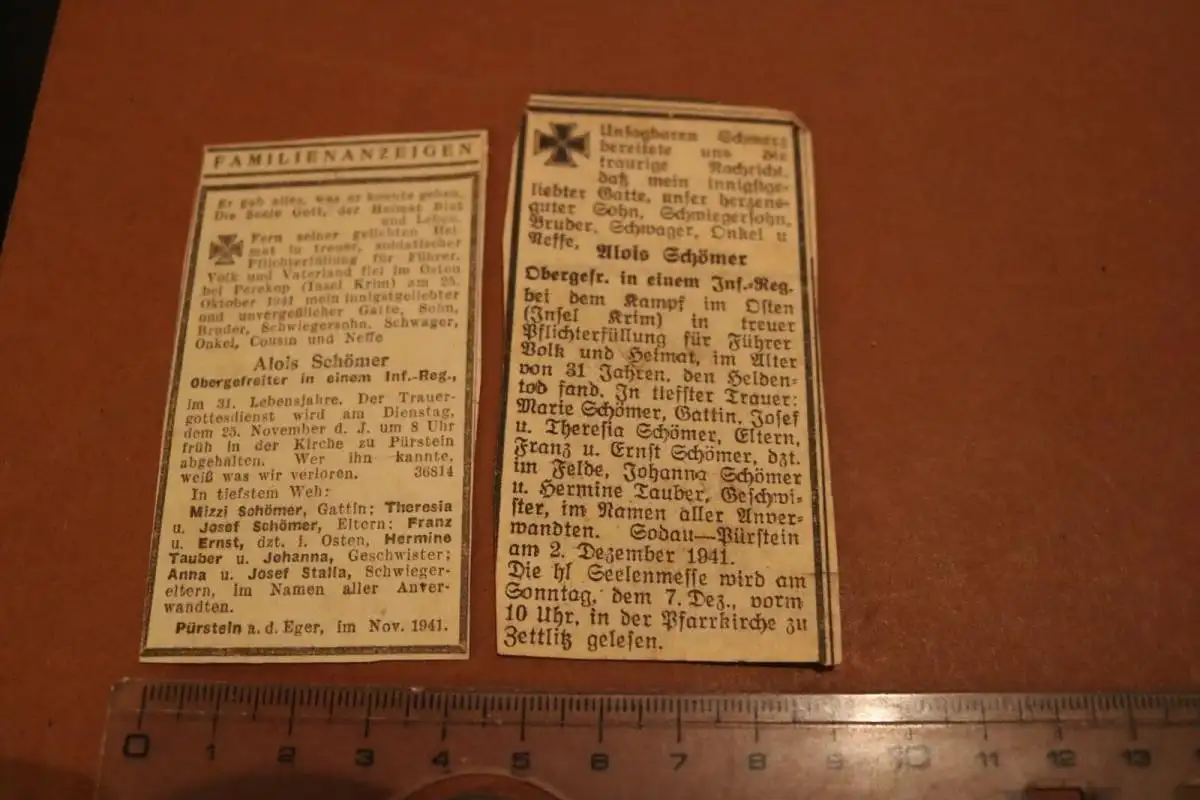 FAMILIENANZEIGEN
Er gab alles, was er konnte geben,
Die Seele Gott, der Heimat Blut
und Leben.
Fern seiner geliebten Hei-
mat in treuer, soldatischer
Pflichterfüllung für Führer,
Volk und Vaterland fiel im Osten
bei Perekop (Insel Krim) am 25.
Oktober 1941 mein innigstgeliebter
und unvergeßlicher Gatte, Sohn,
Bruder, Schwiegersohn, Schwager,
Onkel, Cousin und Neffe
Alois Schömer
Obergefreiter in einem Inf.-Reg.,
im 31. Lebensjahre. Der Trauer-
gottesdienst wird am Dienstag,
dem 25. November d. J. um 8 Uhr
früh in der Kirche zu Pürstein
abgehalten. Wer ihn kannte,
weiß was wir verloren. 36814
In tiefstem Weh:
Mizzi Schömer, Gattin; Theresia
u. Josef Schömer, Eltern; Franz
u. Ernst, dzt. i. Osten, Hermine
Tauber u. Johanna, Geschwister;
Anna u. Josef Stalla, Schwieger-
eltern, im Namen aller Anver-
wandten.
Pürstein a. d. Eger, im Nov. 1941.
Unsagbaren Schmerz
bereitete uns die
traurige Nachricht,
daß mein innigstge-
liebter Gatte, unser herzens-
guter Sohn, Schwiegersohn,
Bruder, Schwager, Onkel u
Neffe,
Alois Schömer
Obergefr. in einem Inf.-Reg.
bei dem Kampf im Osten
(Insel Krim) in treuer
Pflichterfüllung für Führer
Volk und Heimat, im Alter
von 31 Jahren, den Helden-
tod fand. In tiefster Trauer:
Marie Schömer, Gattin, Josef
u. Theresia Schömer, Eltern,
Franz u. Ernst Schömer, dzt.
im Felde, Johanna Schömer
u. Hermine Tauber, Geschwi-
ster, im Namen aller Anver-
wandten. Sodau—Pürstein
am 2. Dezember 1941.
Die hl Seelenmesse wird am
Sonntag, dem 7. Dez., vorm
10 Uhr, in der Pfarrkirche zu
Zettlitz gelesen.
0 1 2 3 4 5 6 7 8 9 10 11 12 13